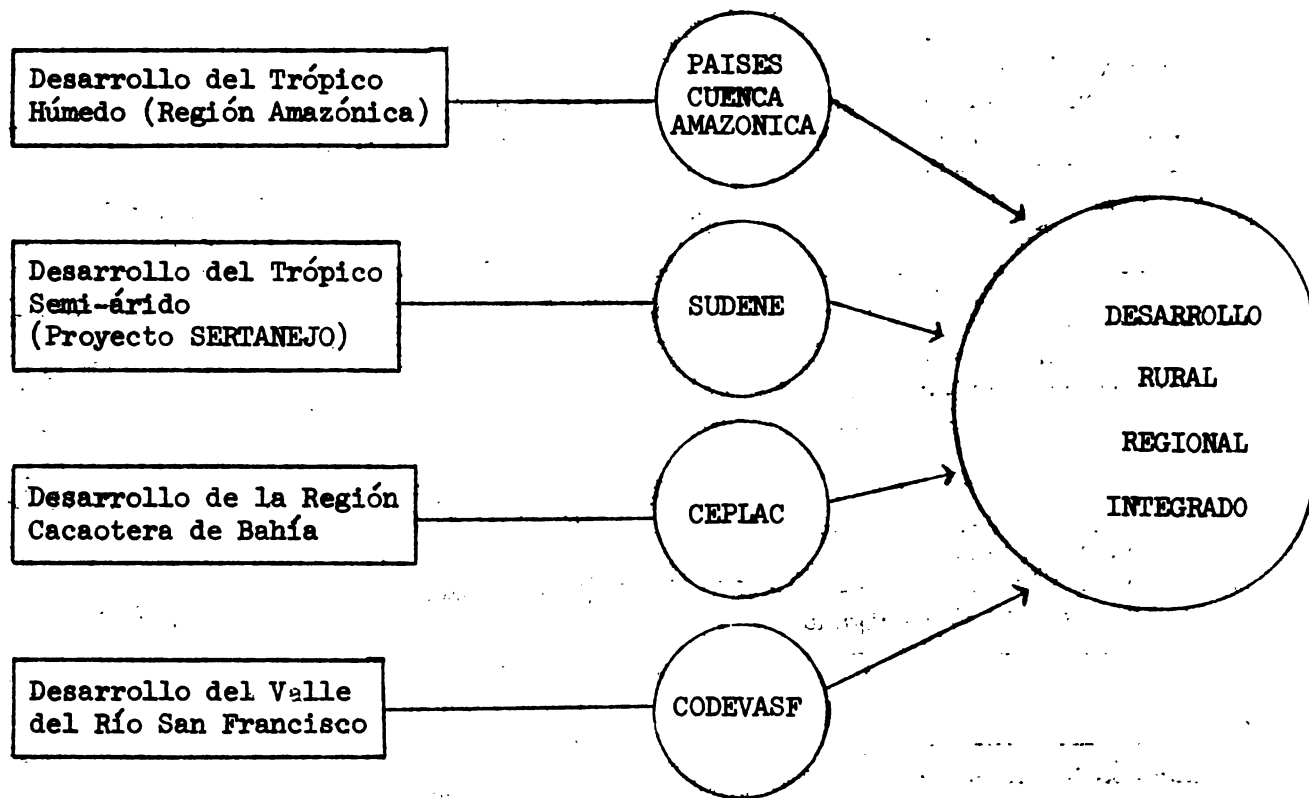 Desarrollo del Trópico
Húmedo (Región Amazónica)
PAISES
CUENCA
AMAZONICA
Desarrollo del Trópico
Semi-árido
(Proyecto SERTANEJO)
SUDENE
Desarrollo de la Región
Cacaotera de Bahía
CEPLAC
Desarrollo del Valle
del Río San Francisco
CODEVASF
DESARROLLO
RURAL
REGIONAL
INTEGRADO